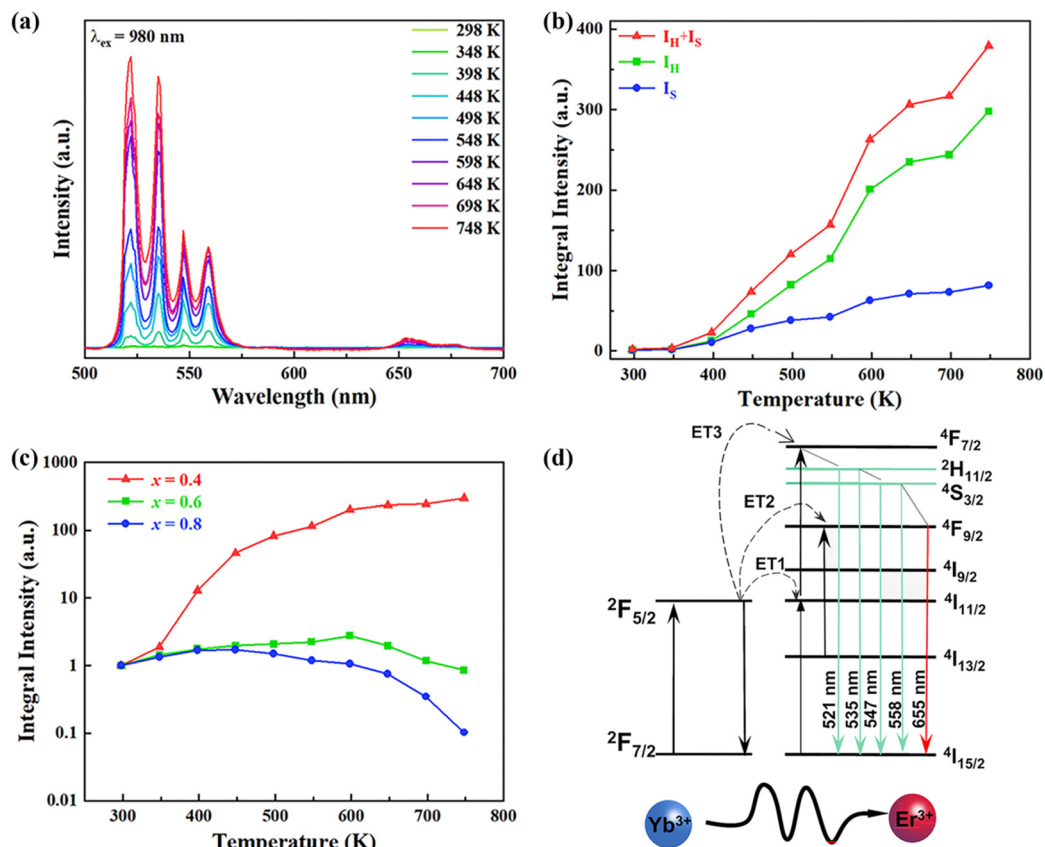 (a)
λex = 980 nm
298 K
348 K
398 K
448 K
498 K
548 K
598 K
648 K
698 K
748 K
Intensity (a.u.)
500 550 600 650 700
Wavelength (nm)
(b)
IH+IS
IH
IS
Integral Intensity (a.u.)
400
300
200
100
0
300 400 500 600 700 800
Temperature (K)
(c)
x = 0.4
x = 0.6
x = 0.8
Integral Intensity (a.u.)
1000
100
10
1
0.1
0.01
300 400 500 600 700 800
Temperature (K)
(d)
ET3
ET2
ET1
4F7/2
2H11/2
4S3/2
4F9/2
4I9/2
4I11/2
4I13/2
4I15/2
2F5/2
2F7/2
521 nm
535 nm
547 nm
558 nm
655 nm
Yb3+
Er3+